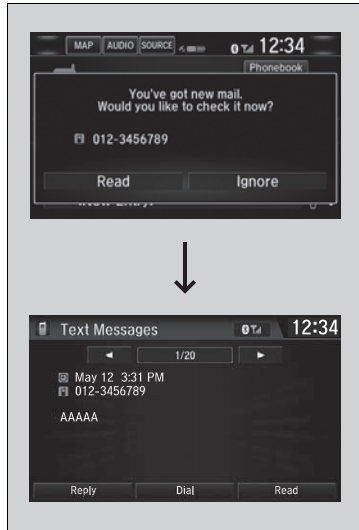 MAP AUDIO SOURCE 12:34
Phonebook
You've got new mail.
Would you like to check it now?
012-3456789
Read Ignore
Text Messages 12:34
1/20
May 12 3:31 PM
012-3456789
AAAAA
Reply Dial Read